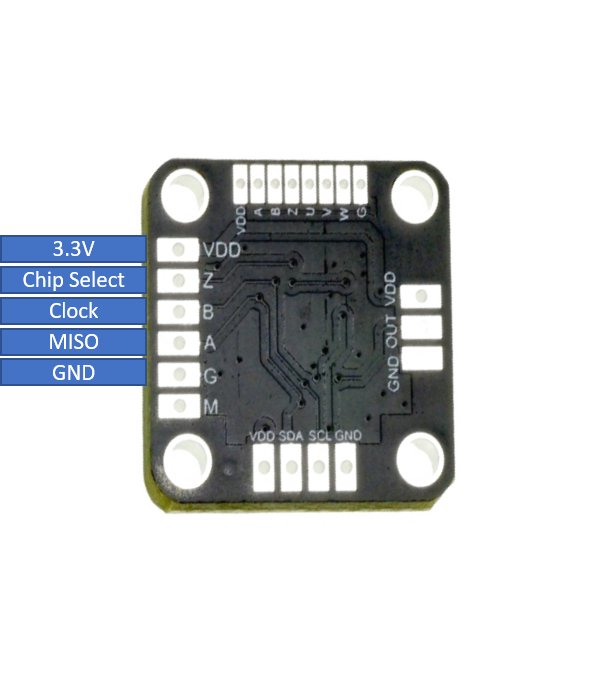 VDD A B Z U V W G
3.3V VDD
Chip Select Z
Clock B
MISO A
GND G
M
GND OUT VDD
VDD SDA SCL GND